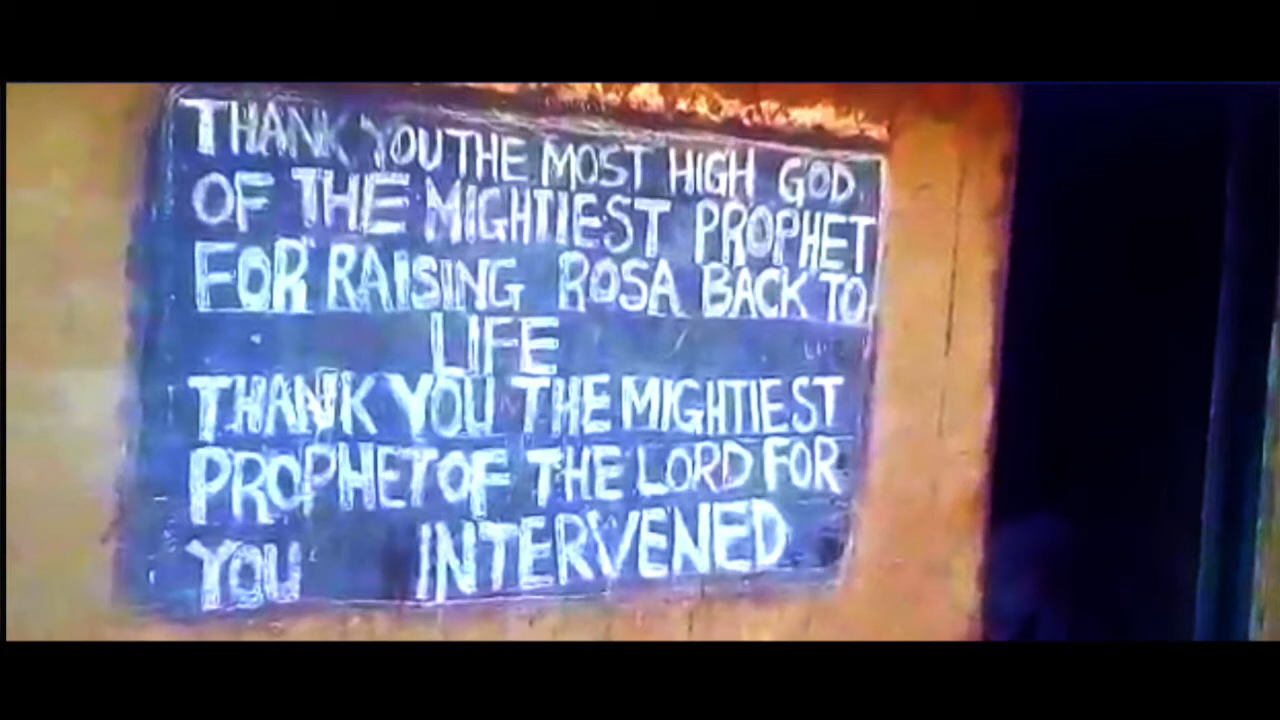 THANK YOU THE MOST HIGH GOD
OF THE MIGHTIEST PROPHET
FOR RAISING ROSA BACK TO
LIFE
THANK YOU THE MIGHTIEST
PROPHET OF THE LORD FOR
YOU INTERVENED